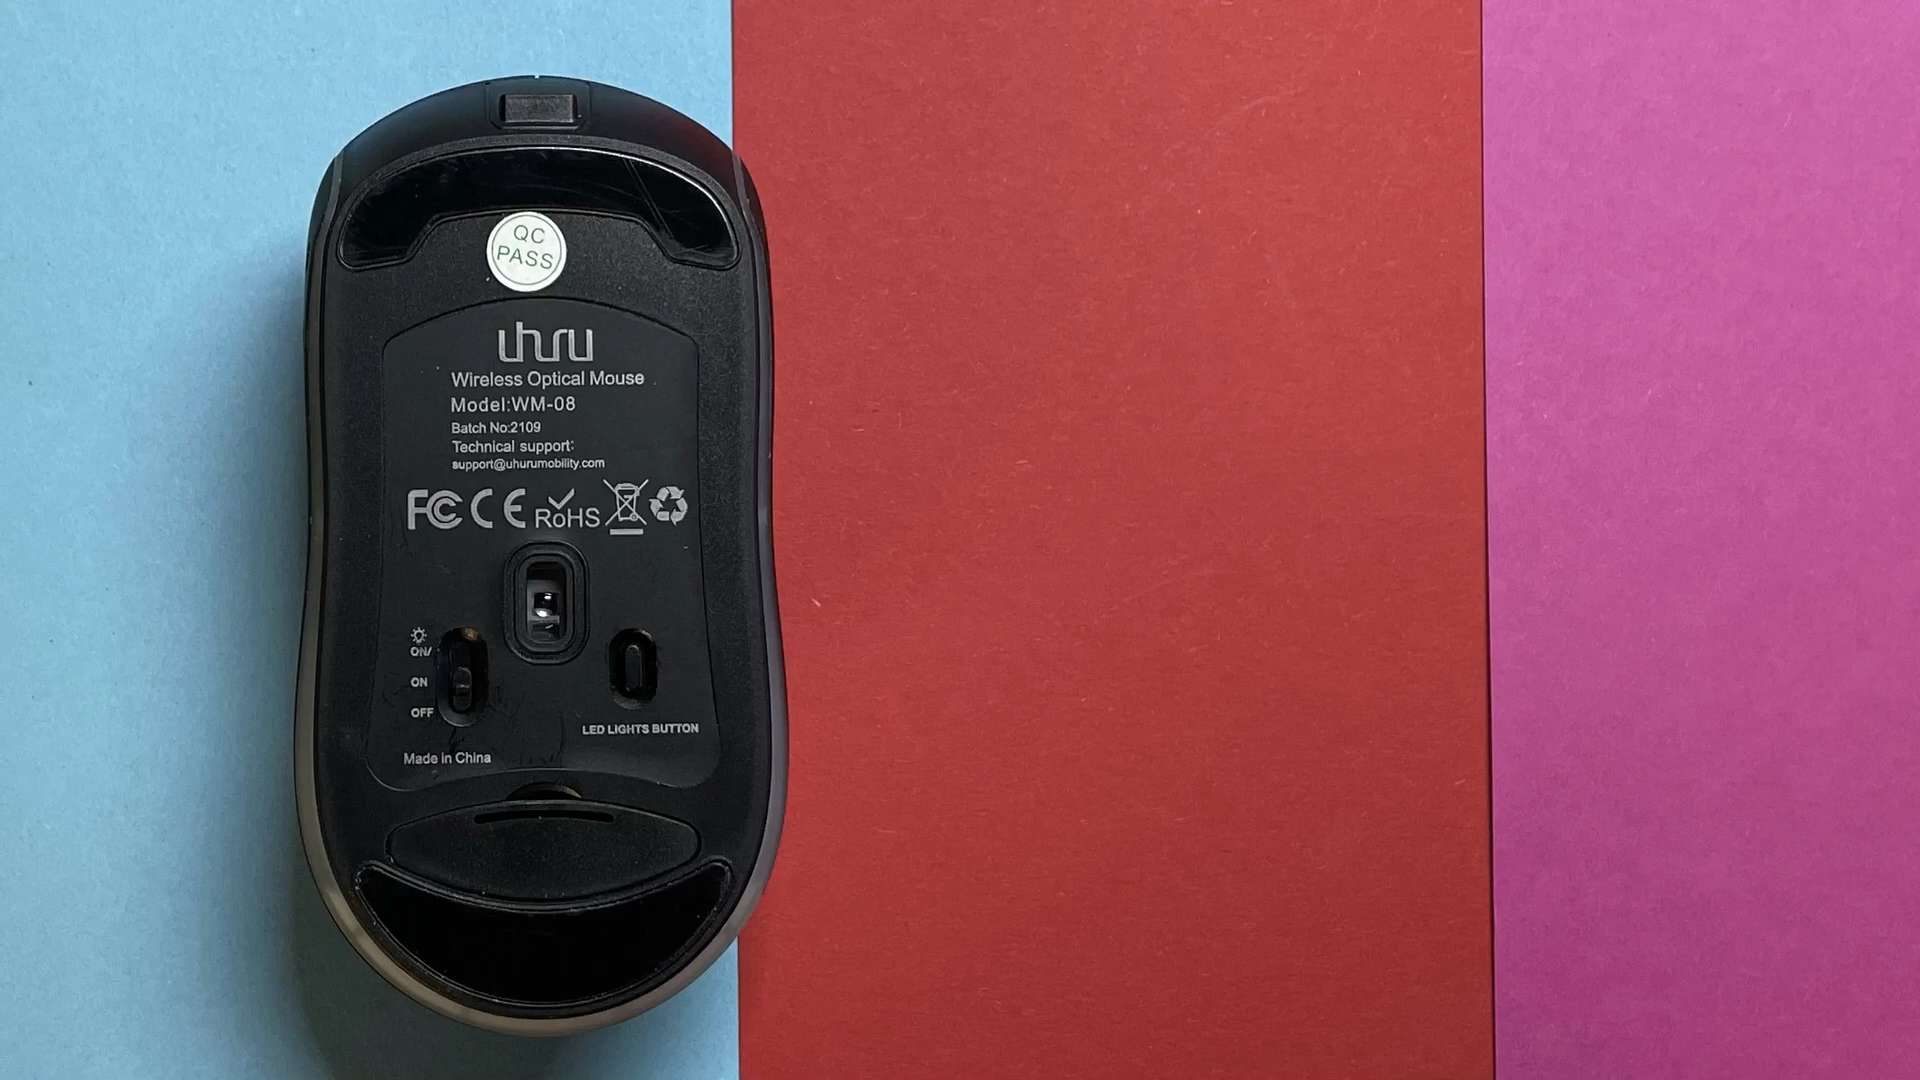 QC
PASS
uhuru
Wireless Optical Mouse
Model:WM-08
Batch No:2109
Technical support:
support@uhurumobility.com
FC CE RoHS
ON/
ON
OFF
LED LIGHTS BUTTON
Made in China